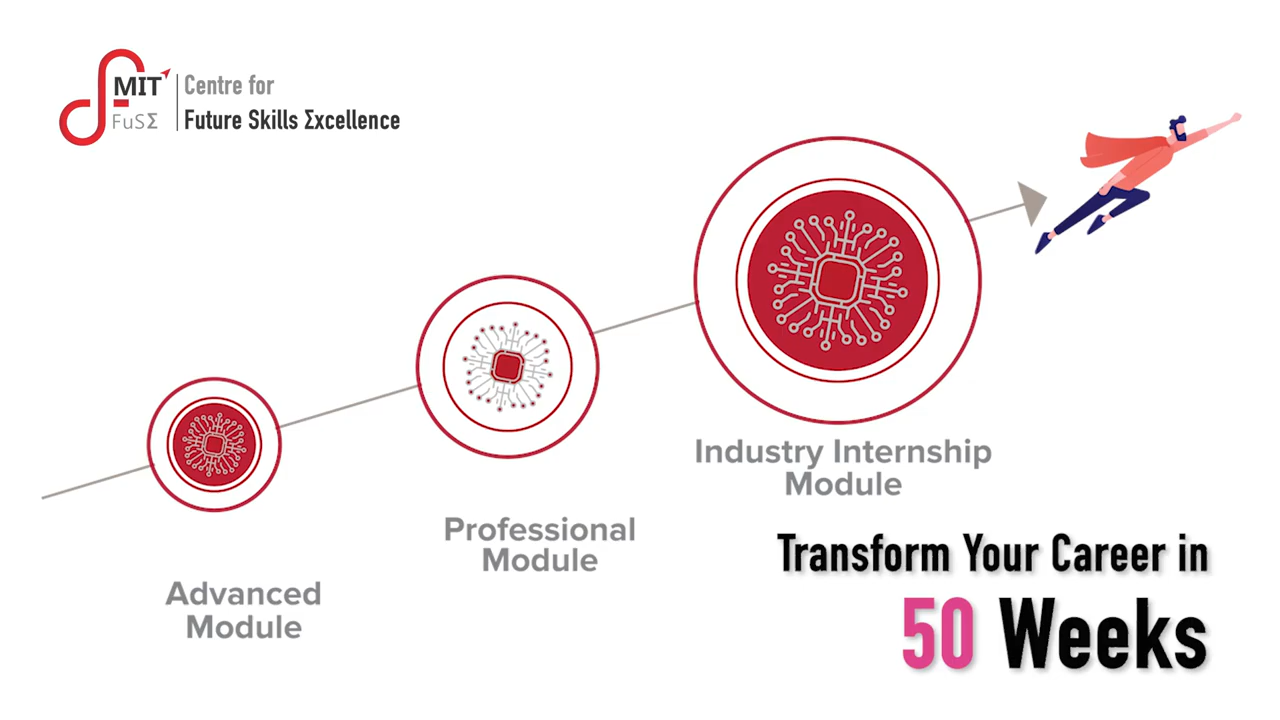 MIT
FuSΣ
Centre for
Future Skills Σxcellence
Industry Internship
Module
Professional
Module
Advanced
Module
Transform Your Career in
50 Weeks